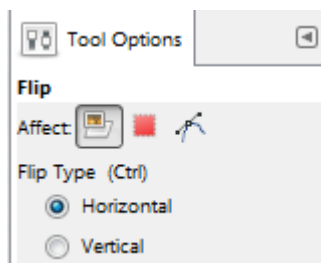 Tool Options
Flip
Affect:
Flip Type (Ctrl)
Horizontal
Vertical